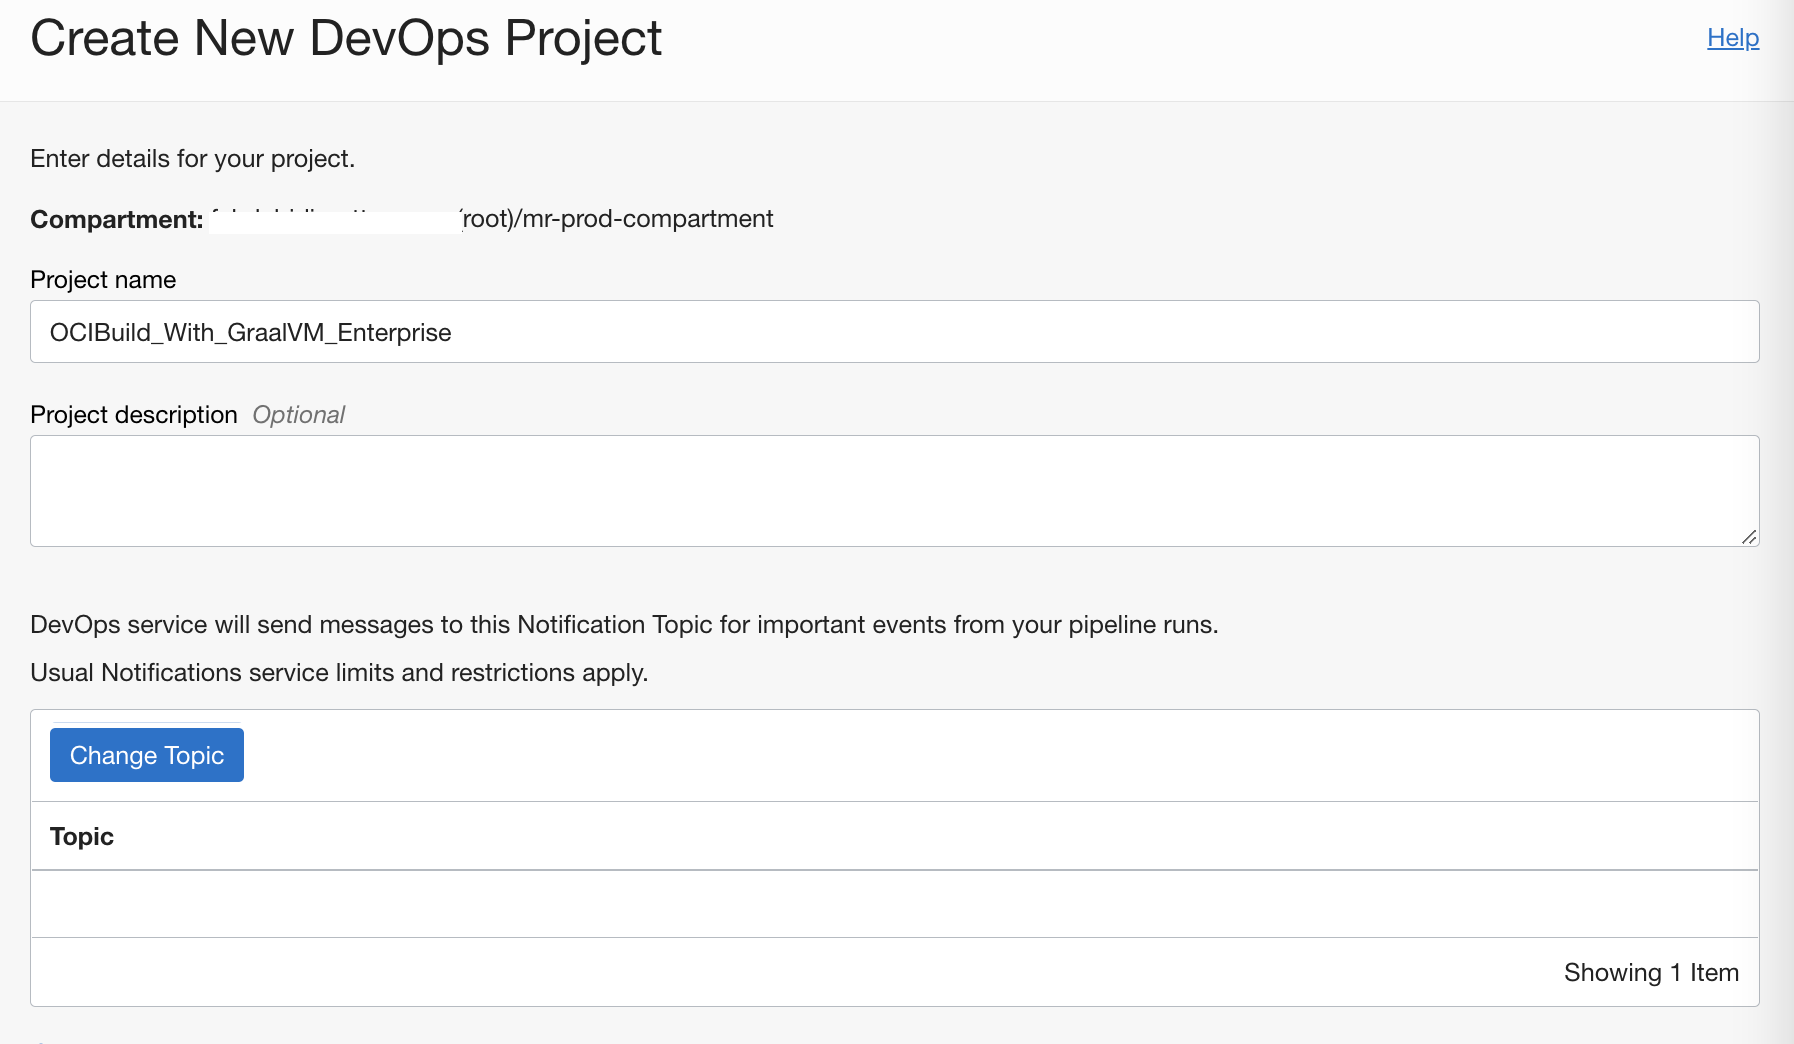 Create New DevOps Project
Help
Enter details for your project.
Compartment: (root)/mr-prod-compartment
Project name
OCIBuild_With_GraalVM_Enterprise
Project description Optional
DevOps service will send messages to this Notification Topic for important events from your pipeline runs.
Usual Notifications service limits and restrictions apply.
Change Topic
Topic
Showing 1 Item